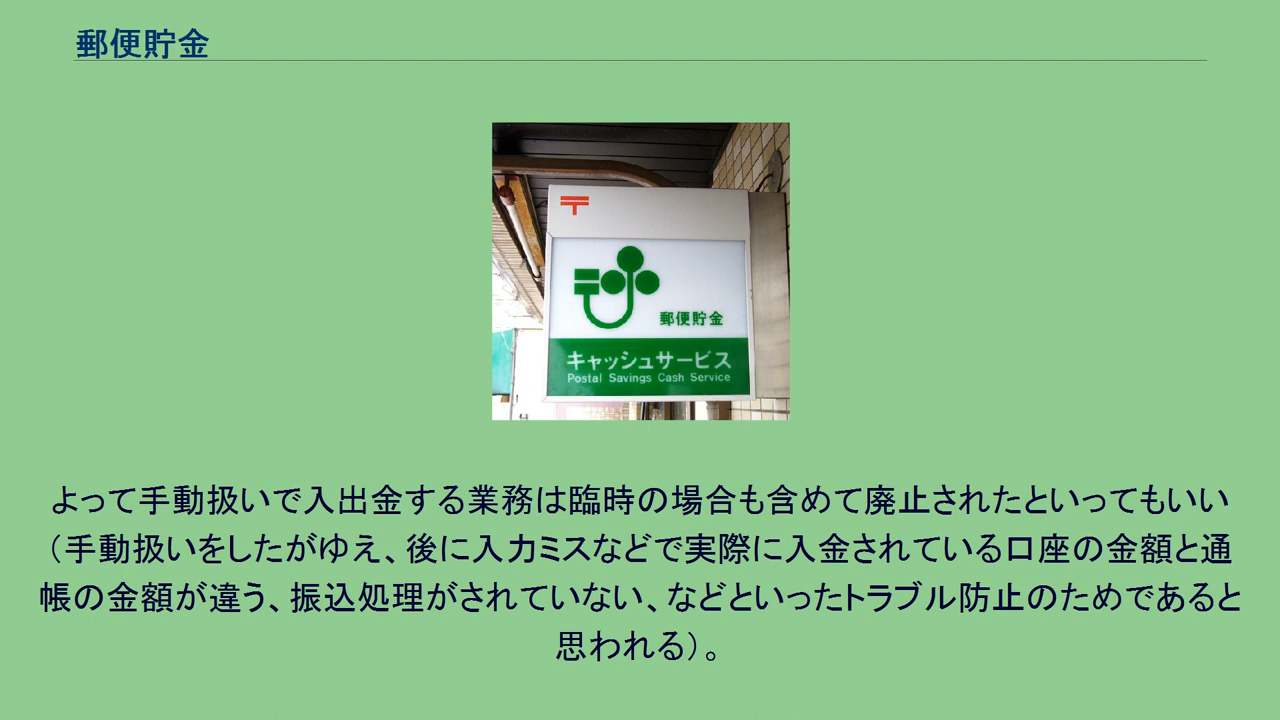 郵便貯金
〒
郵便貯金
キャッシュサービス
Postal Savings Cash Service
よって手動扱いで入出金する業務は臨時の場合も含めて廃止されたといってもいい
（手動扱いをしたがゆえ、後に入力ミスなどで実際に入金されている口座の金額と通
帳の金額が違う、振込処理がされていない、などといったトラブル防止のためであると
思われる）。